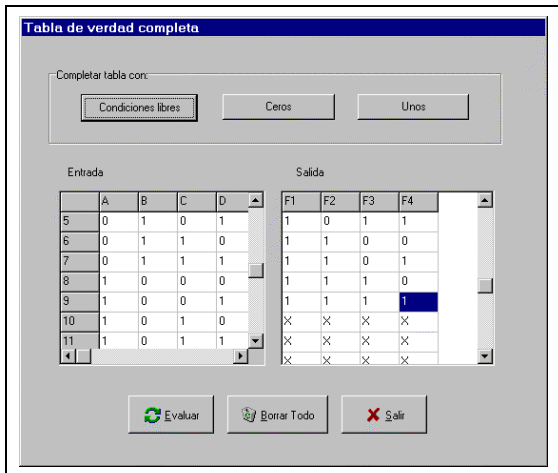 Tabla de verdad completa
Completar tabla con:
Condiciones libres Ceros Unos
Entrada Salida
A B C D F1 F2 F3 F4
5 0 1 0 1 1 0 1 1
6 0 1 1 0 1 1 0 0
7 0 1 1 1 1 1 0 1
8 1 0 0 0 1 1 1 0
9 1 0 0 1 1 1 1 1
10 1 0 1 0 X X X X
11 1 0 1 1 X X X X
X X X X
Evaluar Borrar Todo Salir